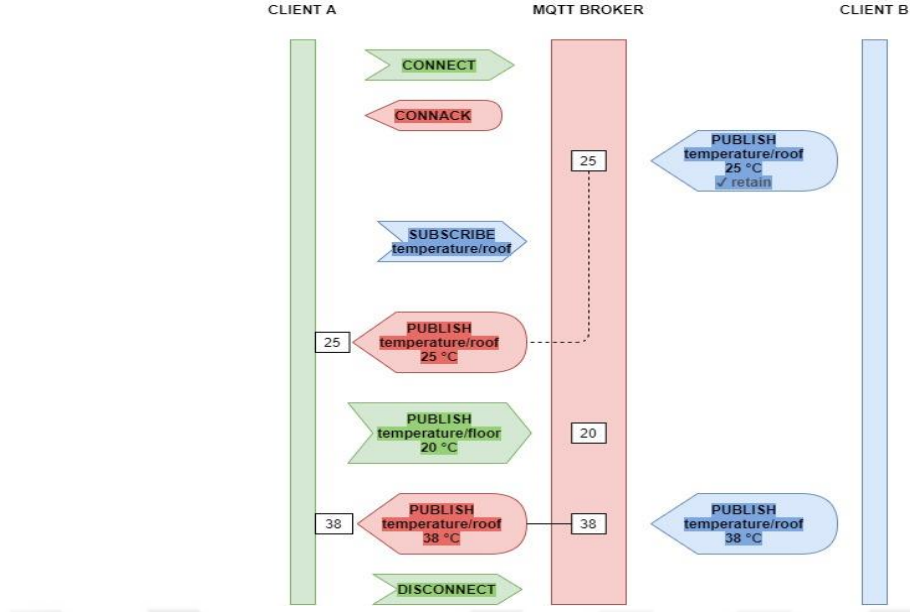 CLIENT A
MQTT BROKER
CLIENT B
CONNECT
CONNACK
PUBLISH
temperature/roof
25 °C
✓ retain
25
SUBSCRIBE
temperature/roof
25
PUBLISH
temperature/roof
25 °C
PUBLISH
temperature/floor
20 °C
20
38
PUBLISH
temperature/roof
38 °C
38
PUBLISH
temperature/roof
38 °C
DISCONNECT